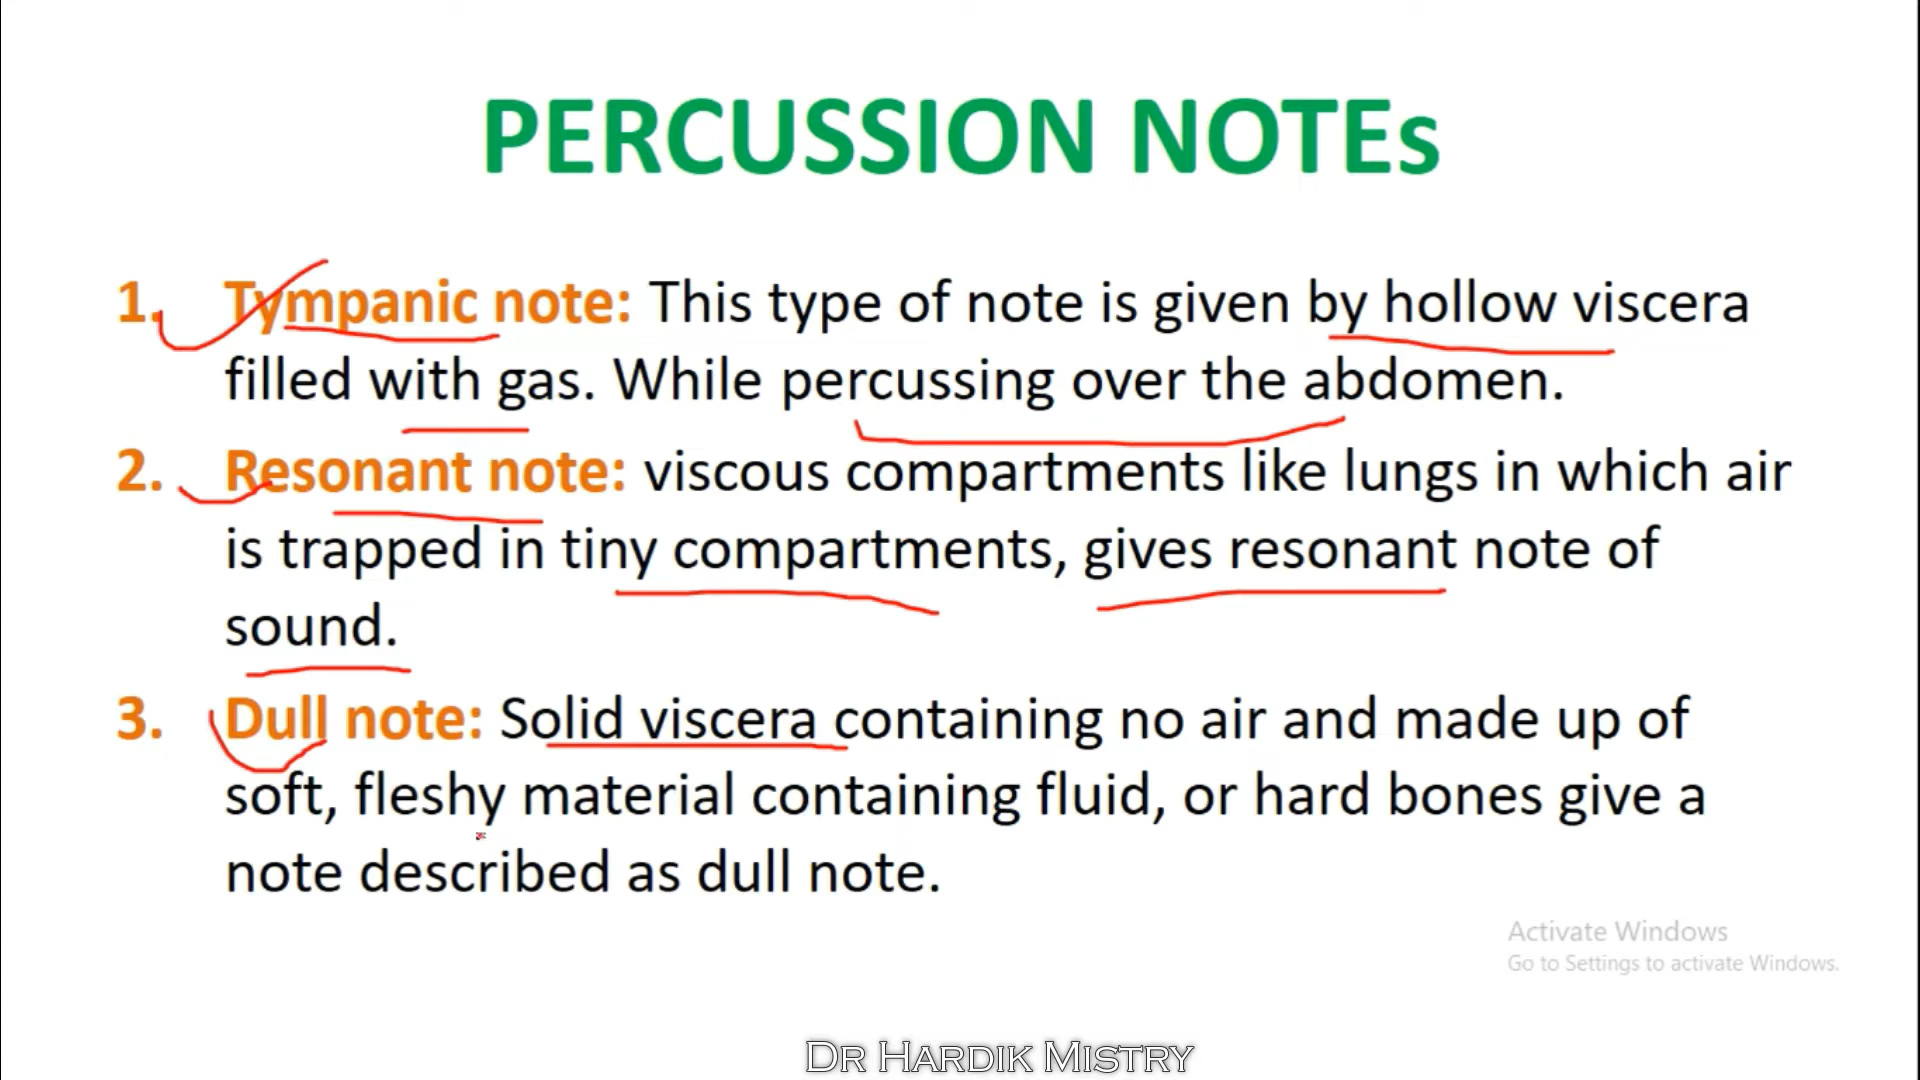 PERCUSSION NOTEs
1. Tympanic note: This type of note is given by hollow viscera
filled with gas. While percussing over the abdomen.
2. Resonant note: viscous compartments like lungs in which air
is trapped in tiny compartments, gives resonant note of
sound.
3. Dull note: Solid viscera containing no air and made up of
soft, fleshy material containing fluid, or hard bones give a
note described as dull note.
Activate Windows
Go to Settings to activate Windows.
DR HARDIK MISTRY